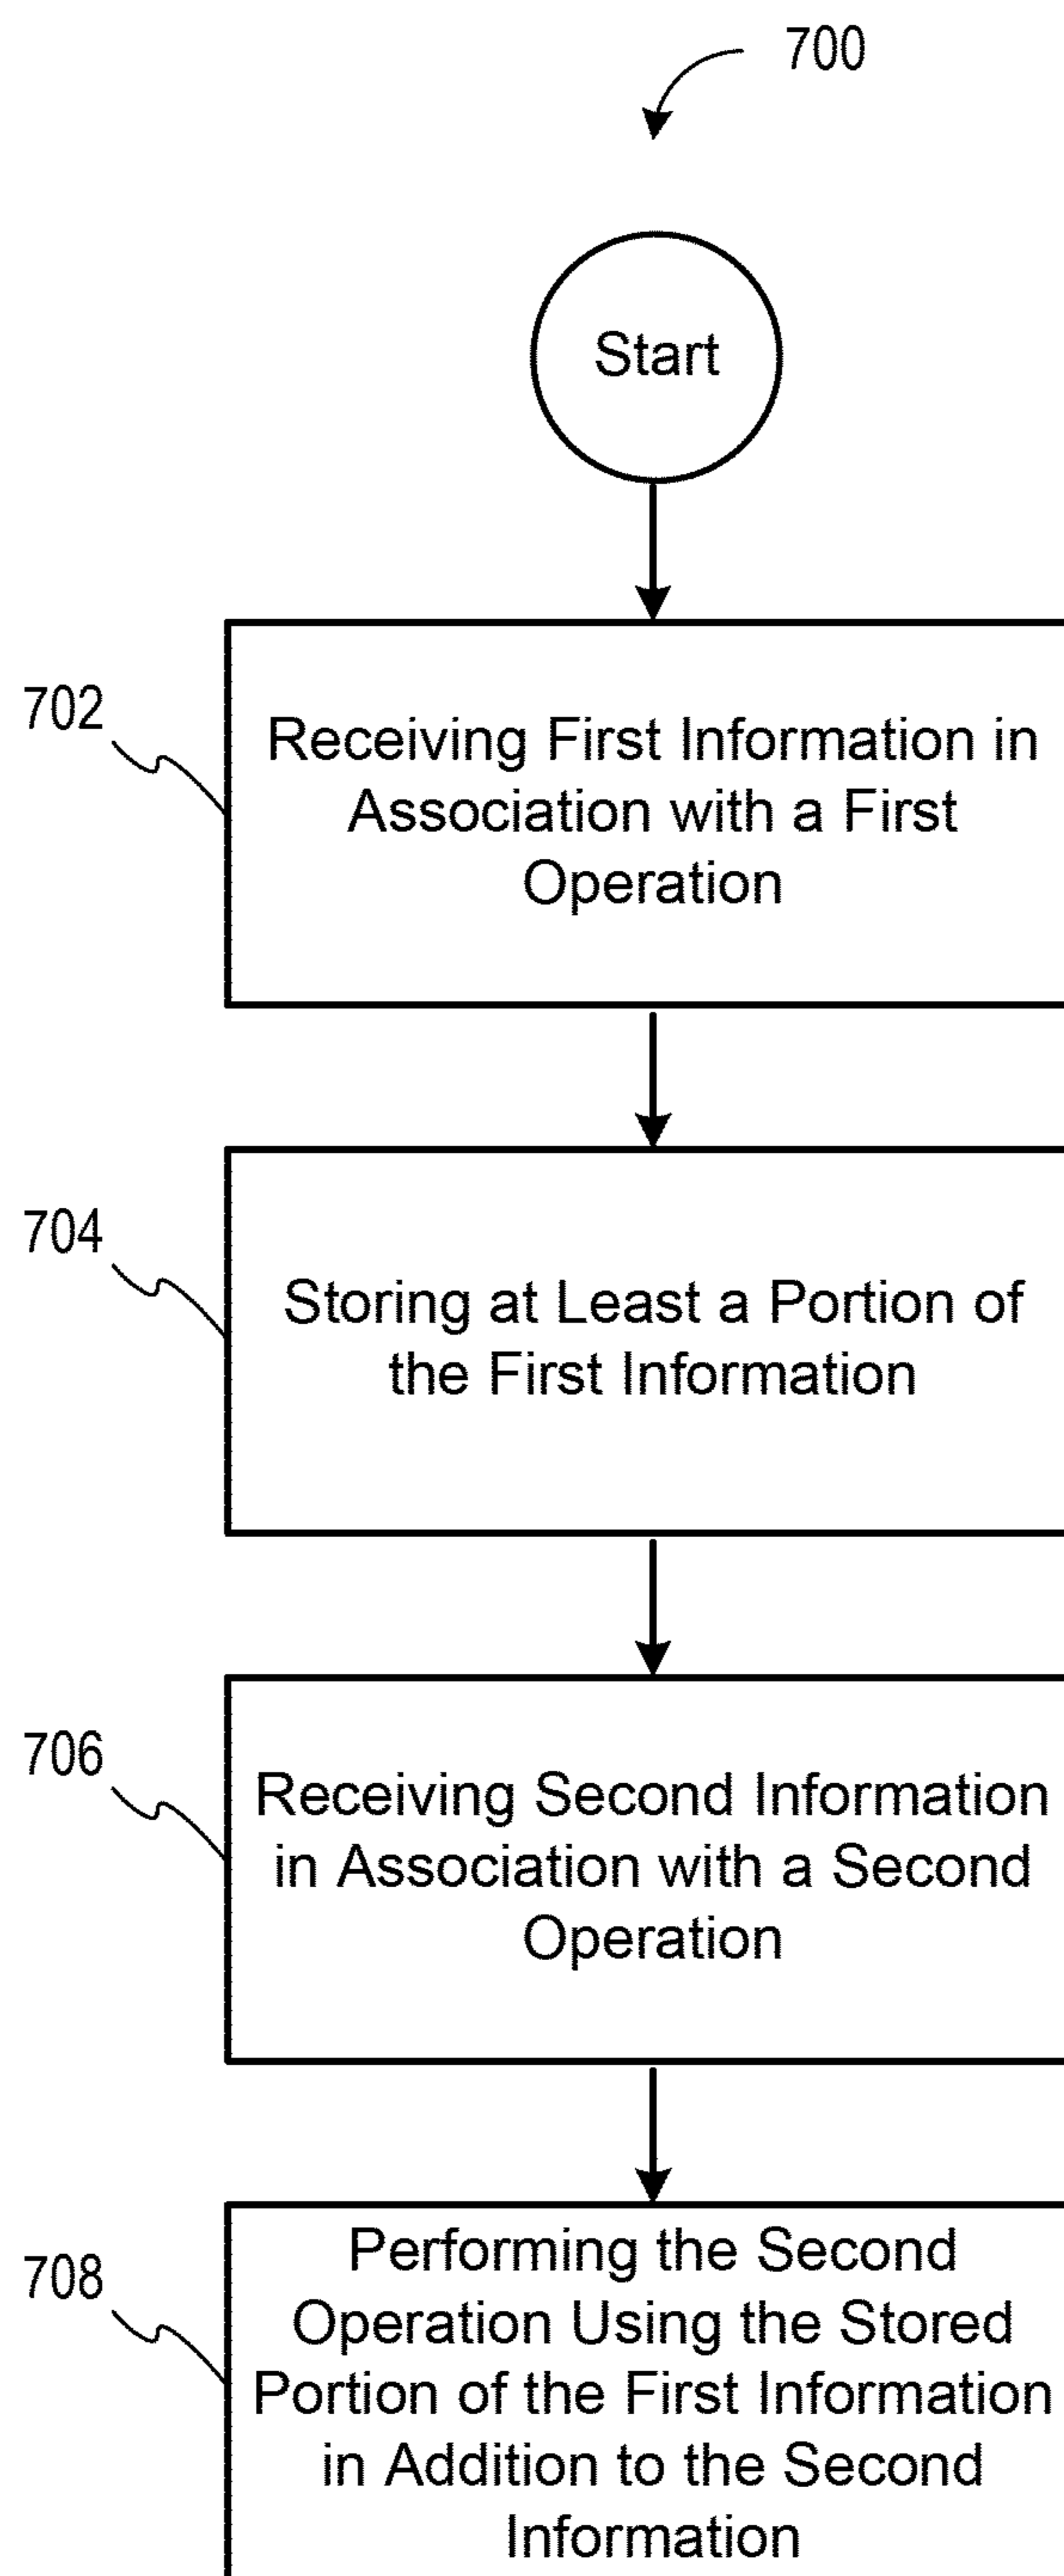 700
Start
702
Receiving First Information in
Association with a First
Operation
704
Storing at Least a Portion of
the First Information
706
Receiving Second Information
in Association with a Second
Operation
708
Performing the Second
Operation Using the Stored
Portion of the First Information
in Addition to the Second
Information